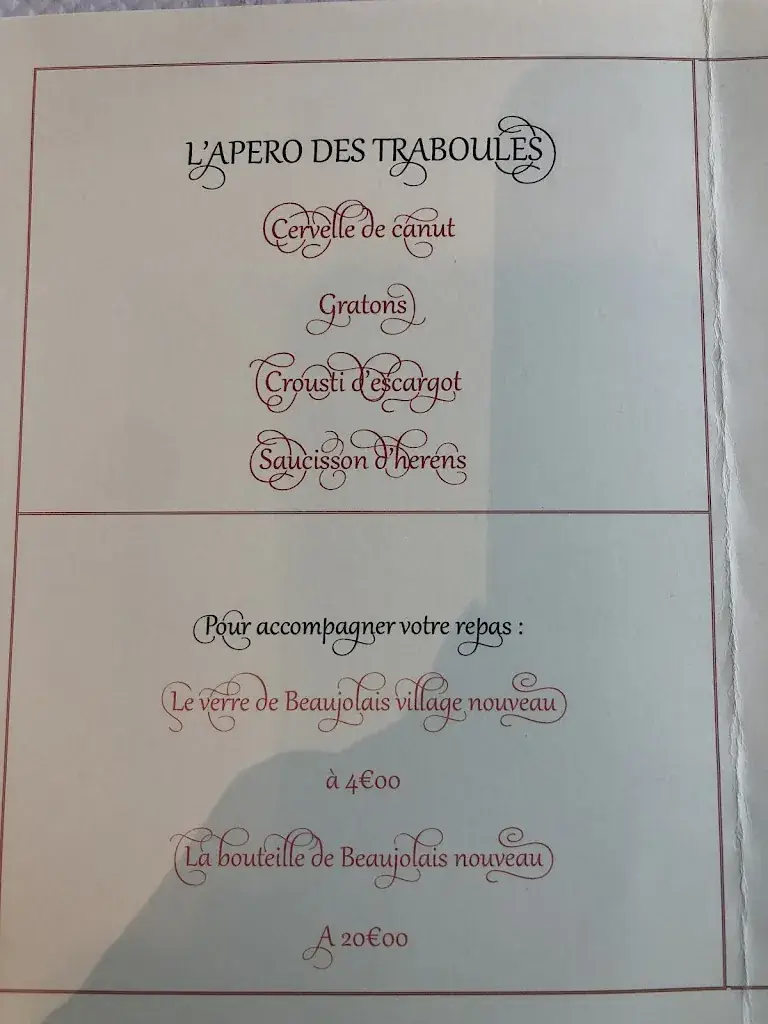 L'APERO DES TRABOULES
Cervelle de canut
Gratons
Crousti d'escargot
Saucisson d'herens
Pour accompagner votre repas :
Le verre de Beaujolais village nouveau
à 4€00
La bouteille de Beaujolais nouveau
A 20€00